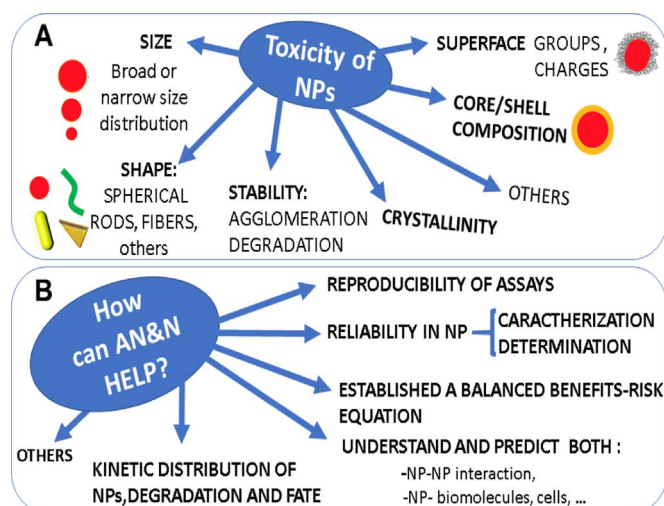 A
Toxicity of
NPs
SIZE
Broad or
narrow size
distribution
SHAPE:
SPHERICAL
RODS, FIBERS,
others
STABILITY:
AGGLOMERATION
DEGRADATION
CRYSTALLINITY
OTHERS
CORE/SHELL
COMPOSITION
SUPERFACE GROUPS ,
CHARGES
B
How
can AN&N
HELP?
REPRODUCIBILITY OF ASSAYS
RELIABILITY IN NP
CARACTHERIZATION
DETERMINATION
ESTABLISHED A BALANCED BENEFITS-RISK
EQUATION
UNDERSTAND AND PREDICT BOTH :
-NP-NP interaction,
-NP- biomolecules, cells, ...
KINETIC DISTRIBUTION OF
NPs,DEGRADATION AND FATE
OTHERS